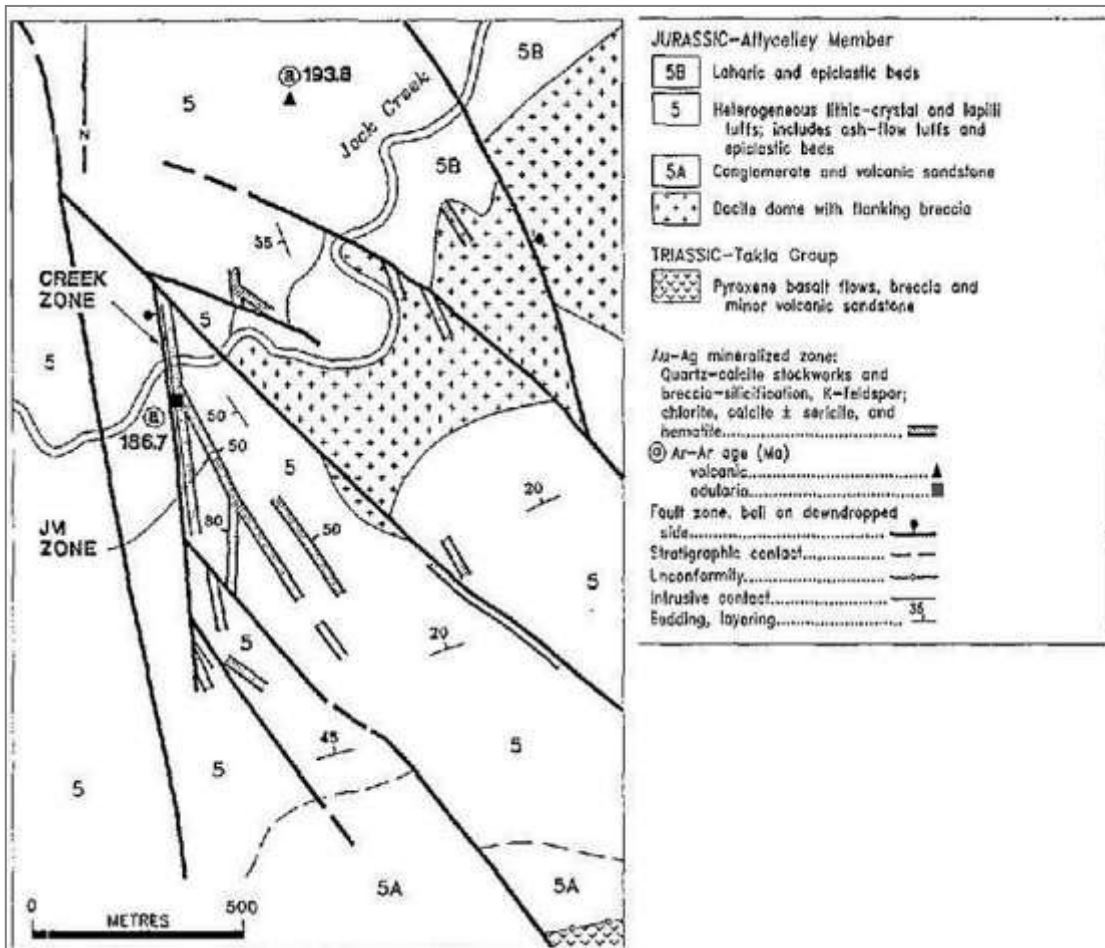 5
193.8
5B
Jock Creek
5B
N
55
CREEK
ZONE
5
5
50
186.7
50
5
80
50
JM
ZONE
20
5
20
5
45
5
5
5
5A
5A
0 500
METRES
JURASSIC-Attycelley Member
5B Laharic and epiclastic beds
5 Heterogeneous lithic-crystal and lapilli
tuffs; includes ash-flow tuffs and
epiclastic beds
5A Conglomerate and volcanic sandstone
Dacite dome with flanking breccia
TRIASSIC-Takla Group
Pyroxene basalt flows, breccia and
minor volcanic sandstone
Au-Ag mineralized zone:
Quartz-calcite stockworks and
breccia-silicification, K-feldspar;
chlorite, calcite ± sericite, and
hematite
a Ar-Ar age (Ma)
volcanic
adularia
Fault zone, ball on downdropped
side
Stratigraphic contact
Unconformity
Intrusive contact
Bedding, layering 35